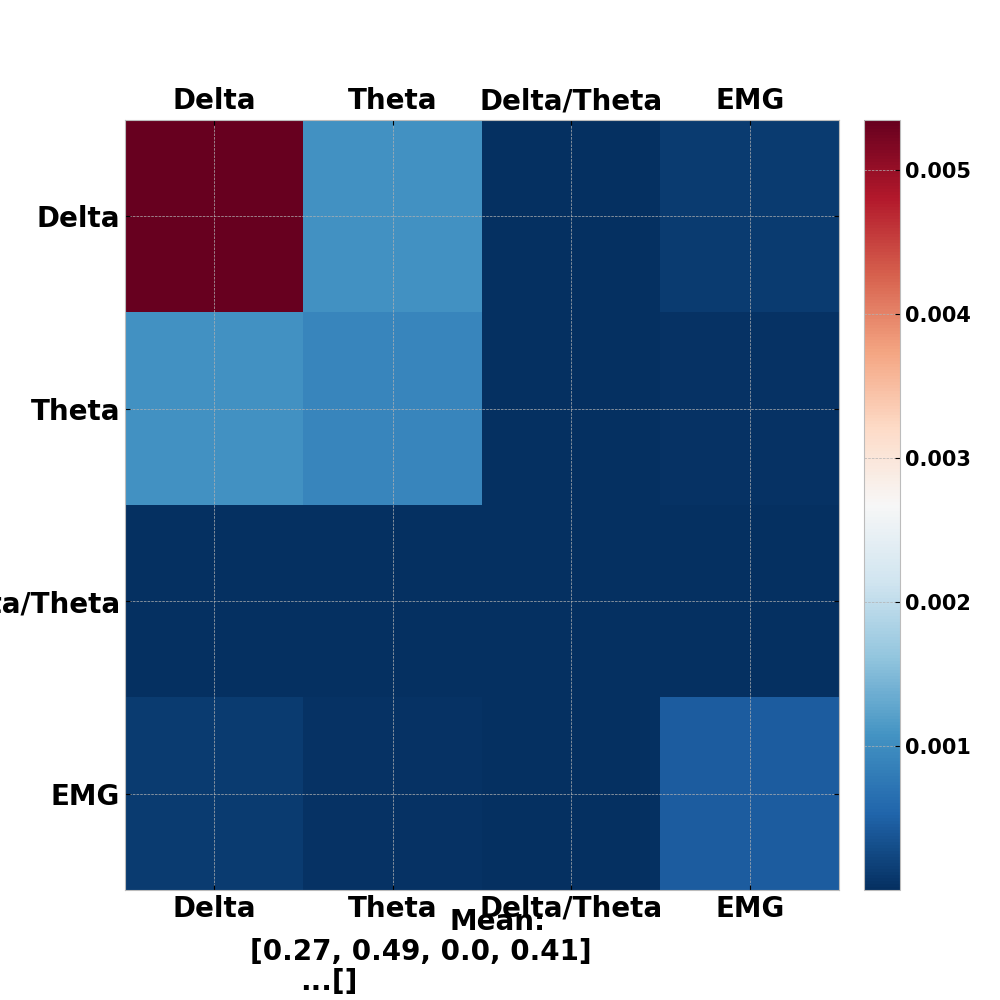 Delta Theta Delta/Theta EMG
Delta
Theta
ta/Theta
EMG
0.005
0.004
0.003
0.002
0.001
Delta Theta Delta/Theta EMG
Mean:
[0.27, 0.49, 0.0, 0.41]
...[]